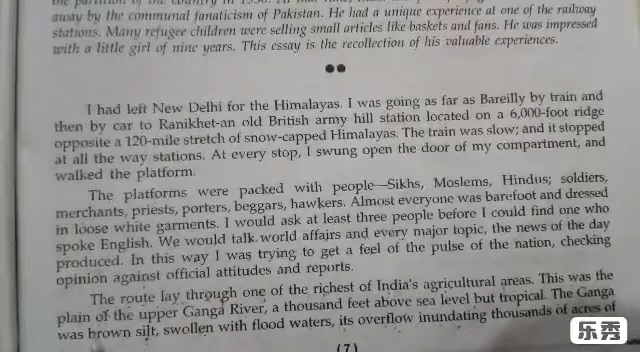 the partition of the country in 1950. At that time,
away by the communal fanaticism of Pakistan. He had a unique experience at one of the railway
stations. Many refugee children were selling small articles like baskets and fans. He was impressed
with a little girl of nine years. This essay is the recollection of his valuable experiences.
I had left New Delhi for the Himalayas. I was going as far as Bareilly by train and
then by car to Ranikhet-an old British army hill station located on a 6,000-foot ridge
opposite a 120-mile stretch of snow-capped Himalayas. The train was slow; and it stopped
at all the way stations. At every stop, I swung open the door of my compartment, and
walked the platform.
The platforms were packed with people—Sikhs, Moslems, Hindus; soldiers,
merchants, priests, porters, beggars, hawkers. Almost everyone was barefoot and dressed
in loose white garments. I would ask at least three people before I could find one who
spoke English. We would talk world affairs and every major topic, the news of the day
produced. In this way I was trying to get a feel of the pulse of the nation, checking
opinion against official attitudes and reports.
The route lay through one of the richest of India's agricultural areas. This was the
plain of the upper Ganga River, a thousand feet above sea level but tropical. The Ganga
was brown silt, swollen with flood waters, its overflow inundating thousands of acres of
(7)
乐秀